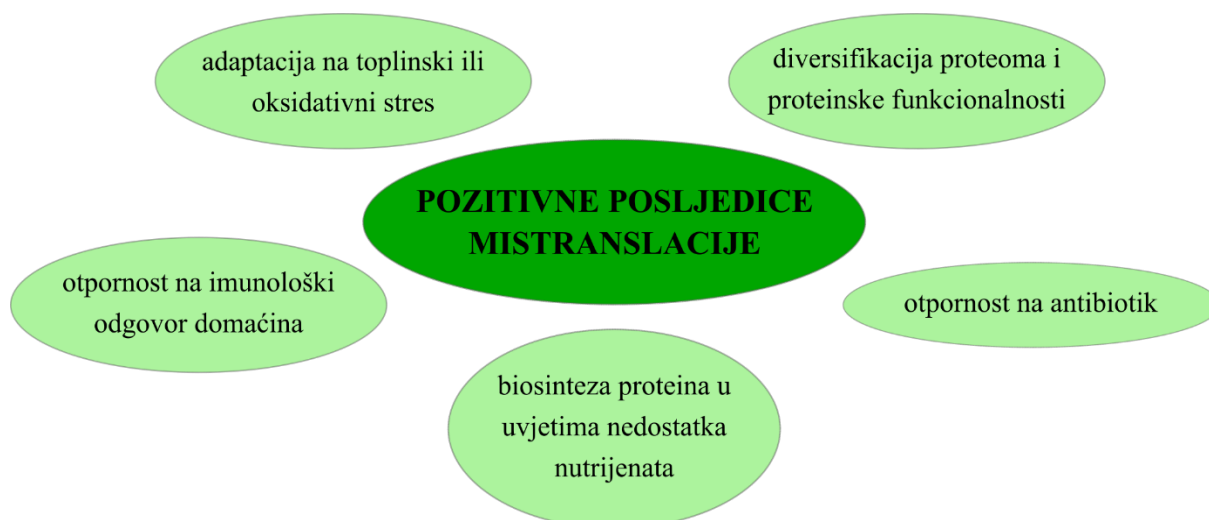 adaptacija na toplinski ili
oksidativni stres
diversifikacija proteoma i
proteinske funkcionalnosti
POZITIVNE POSLJEDICE
MISTRANSLACIJE
otpornost na imunološki
odgovor domaćina
otpornost na antibiotik
biosinteza proteina u
uvjetima nedostatka
nutrijenata